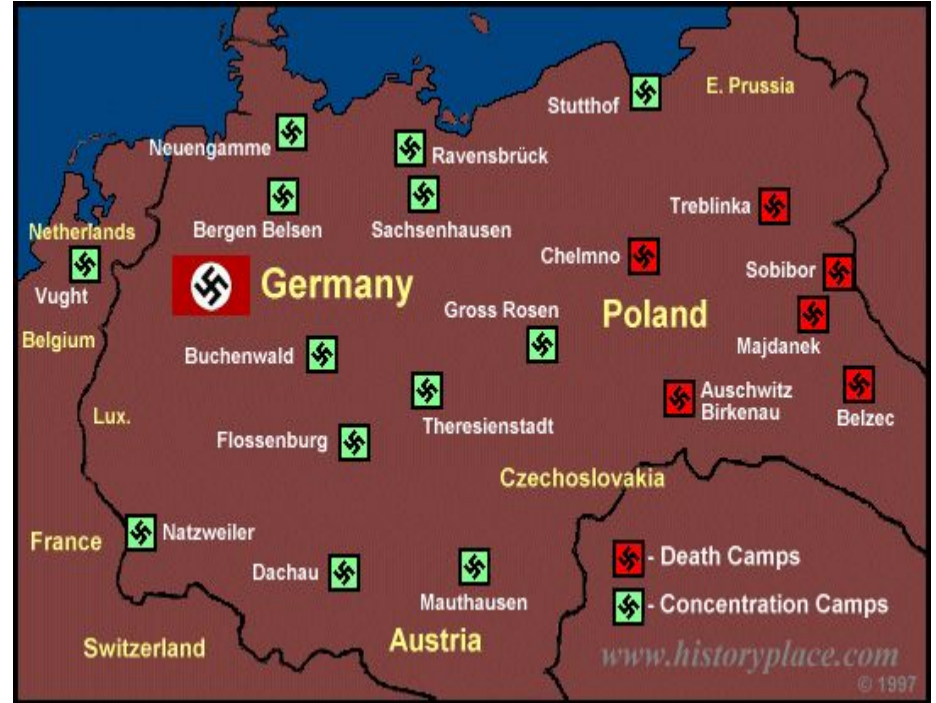 Stutthof
E. Prussia
Neuengamme
Ravensbrück
Treblinka
Bergen Belsen
Sachsenhausen
Netherlands
Chelmno
Sobibor
Vught
Germany
Gross Rosen
Poland
Belgium
Majdanek
Buchenwald
Auschwitz
Birkenau
Lux.
Theresienstadt
Belzec
Flossenburg
Czechoslovakia
France
Natzweiler
- Death Camps
Dachau
Mauthausen
- Concentration Camps
Switzerland
Austria
www.historyplace.com
© 1997